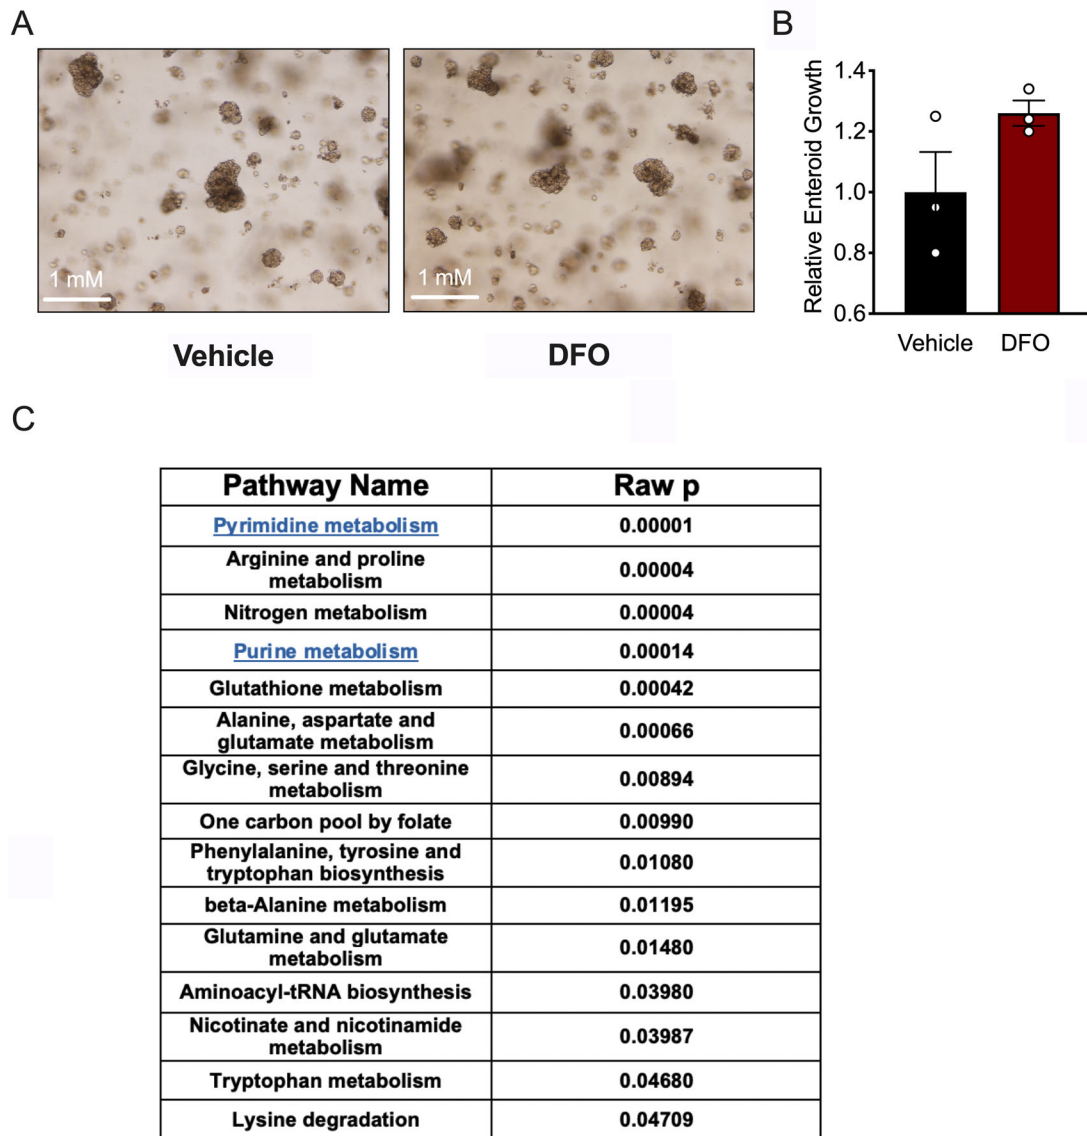 A
B
1 mM
1 mM
Vehicle
DFO
Relative Enteroid Growth
1.4
1.2
1.0
0.8
0.6
Vehicle
DFO
C
Pathway Name
Raw p
Pyrimidine metabolism
0.00001
Arginine and proline
metabolism
0.00004
Nitrogen metabolism
0.00004
Purine metabolism
0.00014
Glutathione metabolism
0.00042
Alanine, aspartate and
glutamate metabolism
0.00066
Glycine, serine and threonine
metabolism
0.00894
One carbon pool by folate
0.00990
Phenylalanine, tyrosine and
tryptophan biosynthesis
0.01080
beta-Alanine metabolism
0.01195
Glutamine and glutamate
metabolism
0.01480
Aminoacyl-tRNA biosynthesis
0.03980
Nicotinate and nicotinamide
metabolism
0.03987
Tryptophan metabolism
0.04680
Lysine degradation
0.04709